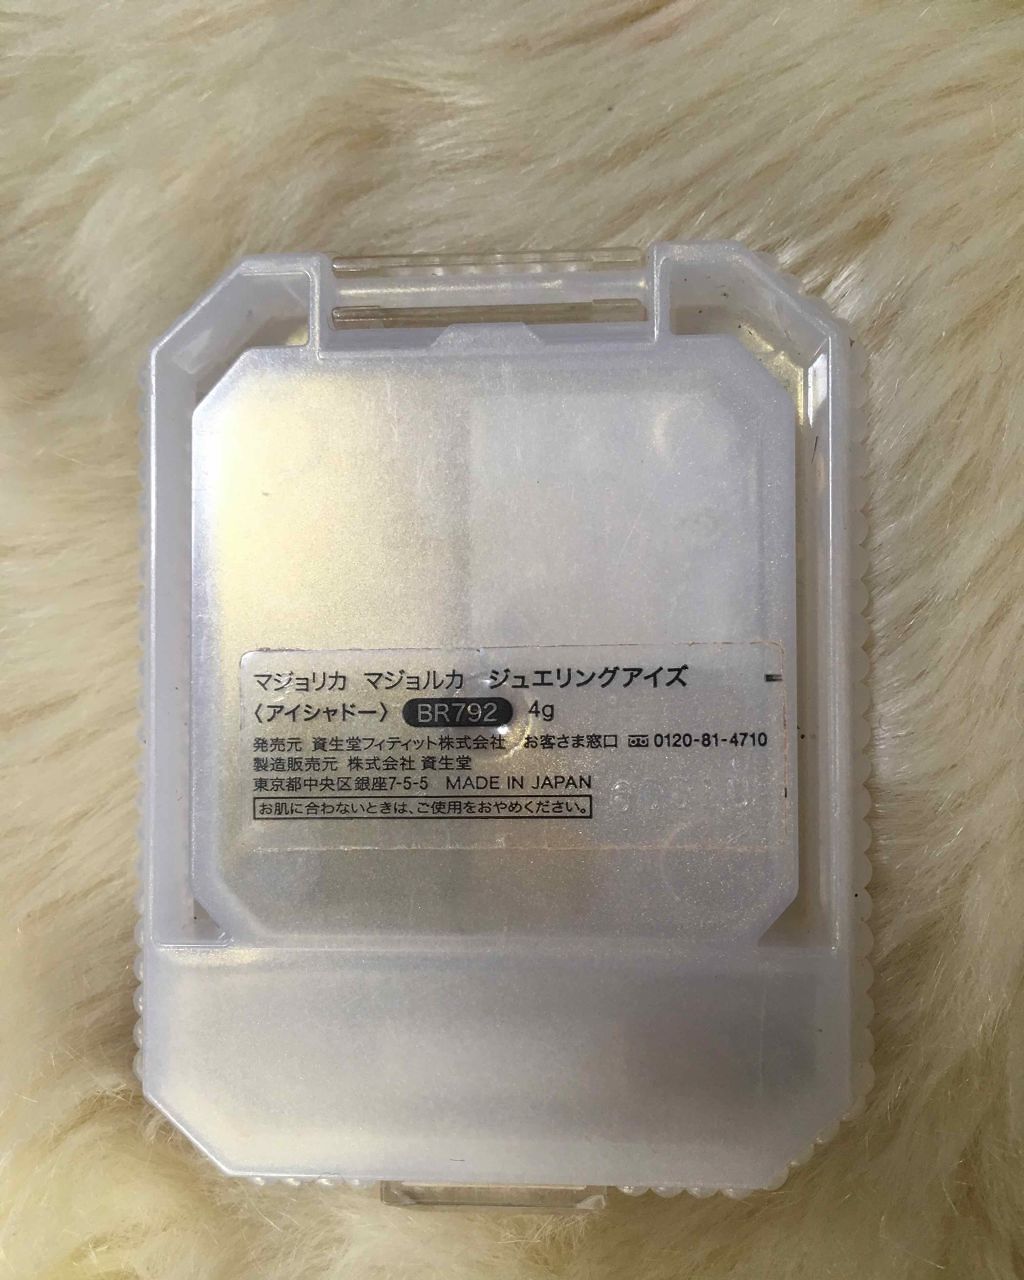 マジョリカ マジョルカ ジュエリングアイズ
〈アイシャドー〉 BR792 4g
発売元 資生堂フィティット株式会社 お客さま窓口 0120-81-4710
製造販売元 株式会社 資生堂
東京都中央区銀座7-5-5 MADE IN JAPAN
お肌に合わないときは、ご使用をおやめください。